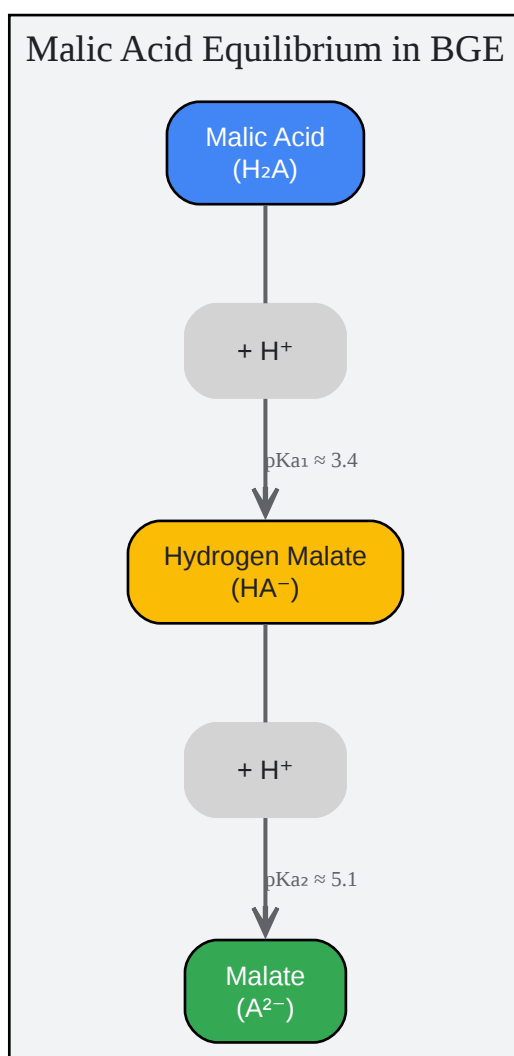 Malic Acid Equilibrium in BGE
Malic Acid
(H₂A)
+ H⁺
pKa₁ ≈ 3.4
Hydrogen Malate
(HA⁻)
+ H⁺
pKa₂ ≈ 5.1
Malate
(A²⁻)